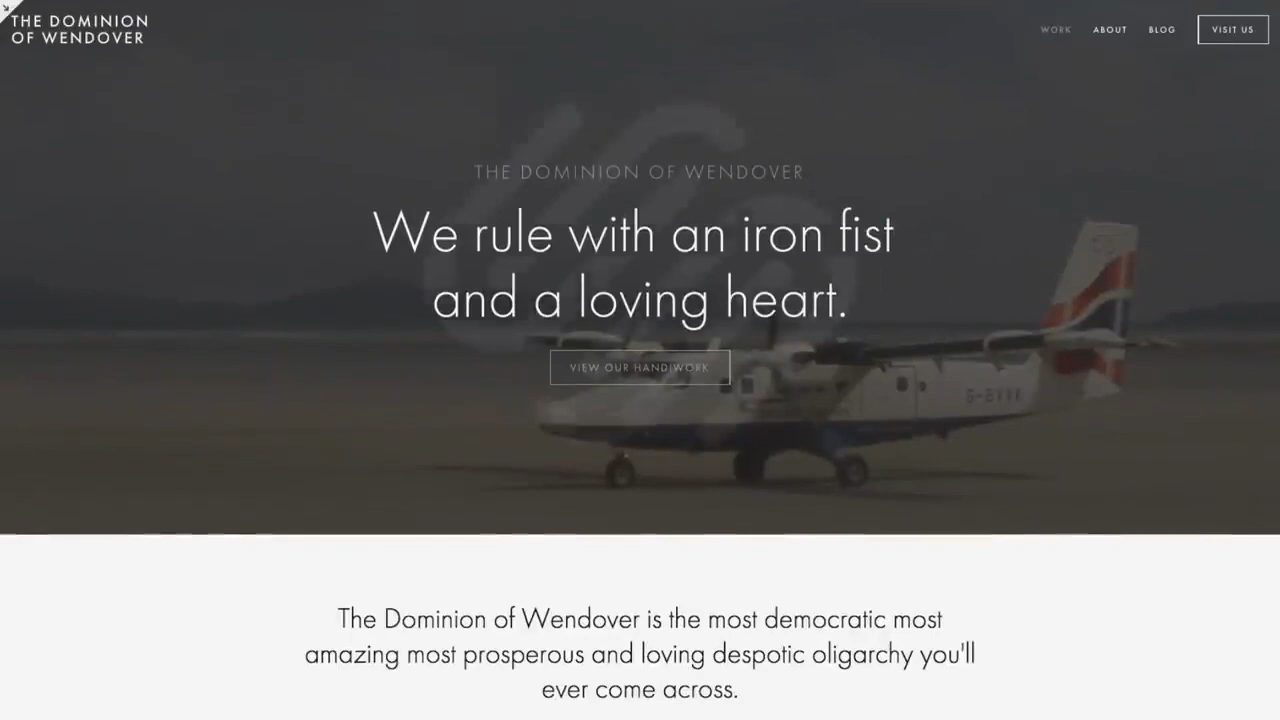 THE DOMINION
OF WENDOVER
WORK ABOUT BLOG VISIT US
THE DOMINION OF WENDOVER
We rule with an iron fist
and a loving heart.
VIEW OUR HANDIWORK
The Dominion of Wendover is the most democratic most
amazing most prosperous and loving despotic oligarchy you'll
ever come across.